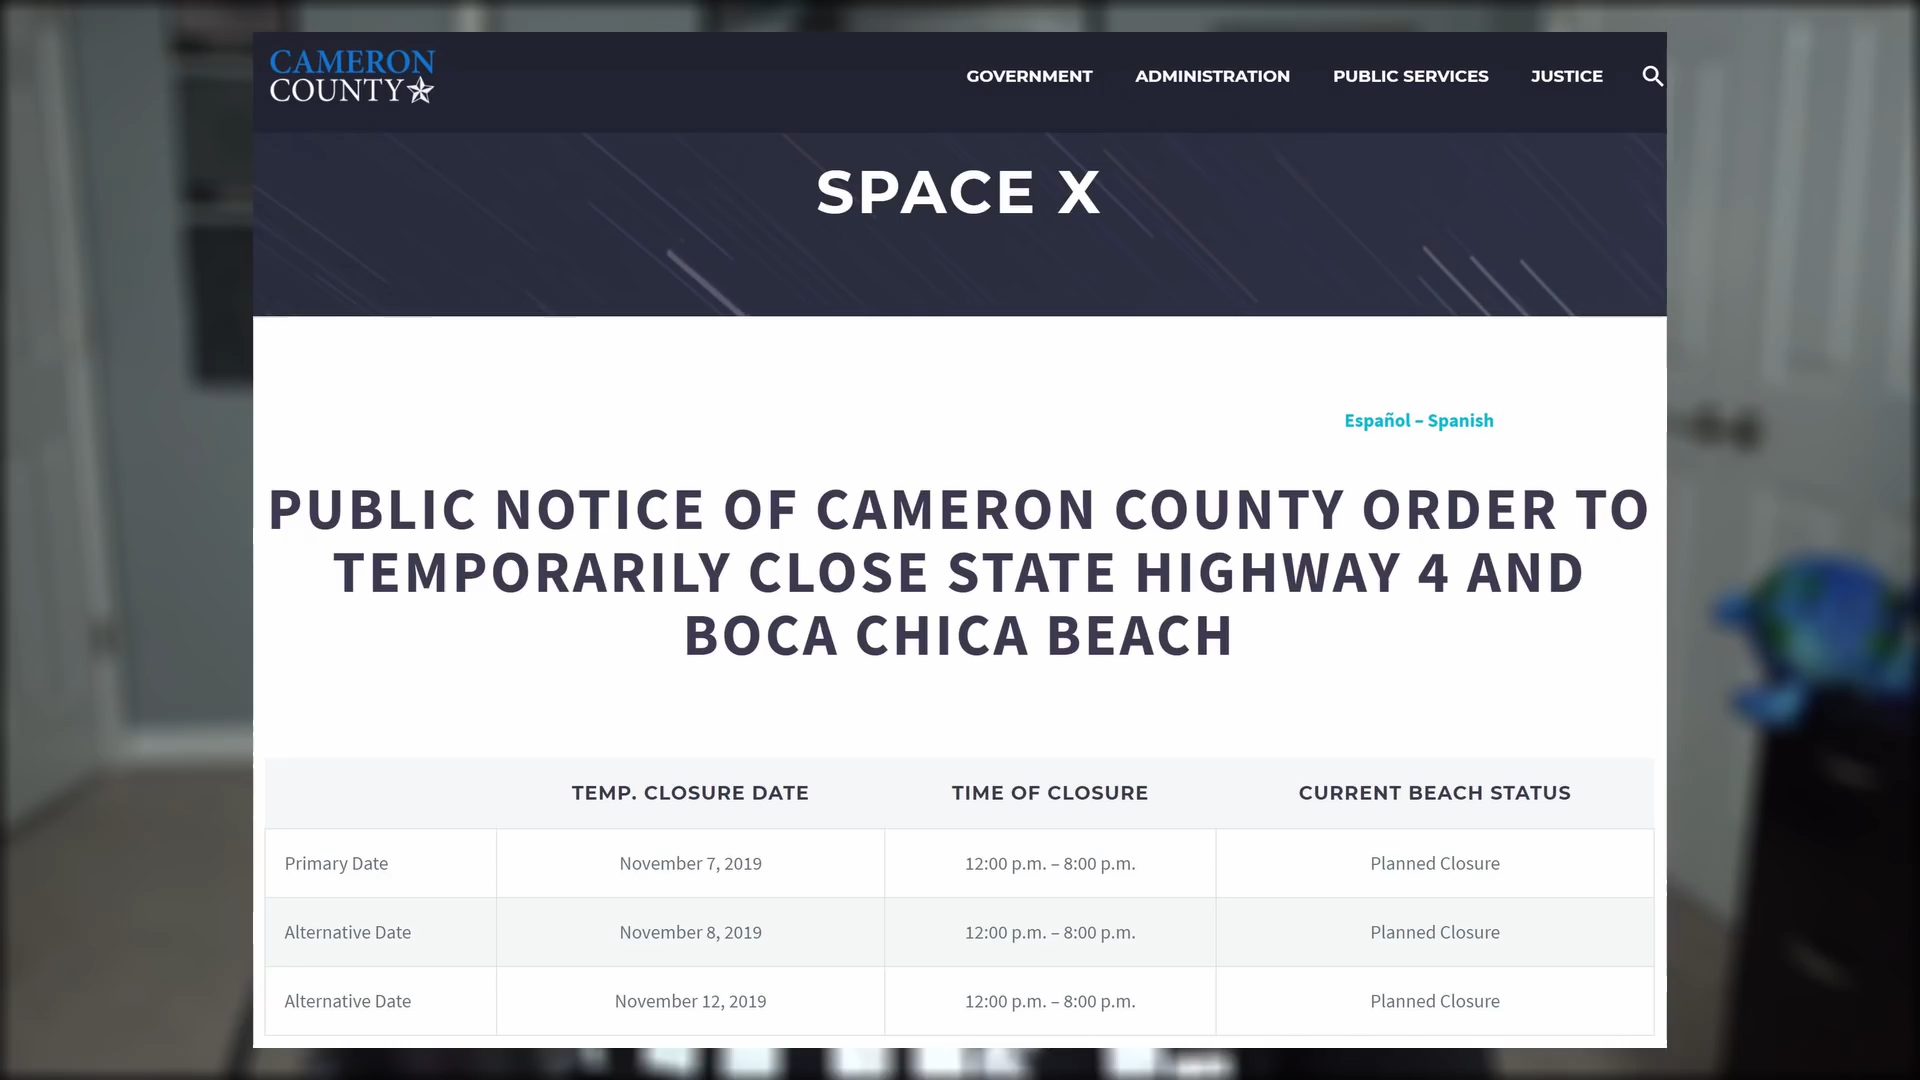 CAMERON
COUNTY
GOVERNMENT ADMINISTRATION PUBLIC SERVICES JUSTICE
SPACE X
Español – Spanish
PUBLIC NOTICE OF CAMERON COUNTY ORDER TO
TEMPORARILY CLOSE STATE HIGHWAY 4 AND
BOCA CHICA BEACH
TEMP. CLOSURE DATE TIME OF CLOSURE CURRENT BEACH STATUS
Primary Date November 7, 2019 12:00 p.m. – 8:00 p.m. Planned Closure
Alternative Date November 8, 2019 12:00 p.m. – 8:00 p.m. Planned Closure
Alternative Date November 12, 2019 12:00 p.m. – 8:00 p.m. Planned Closure